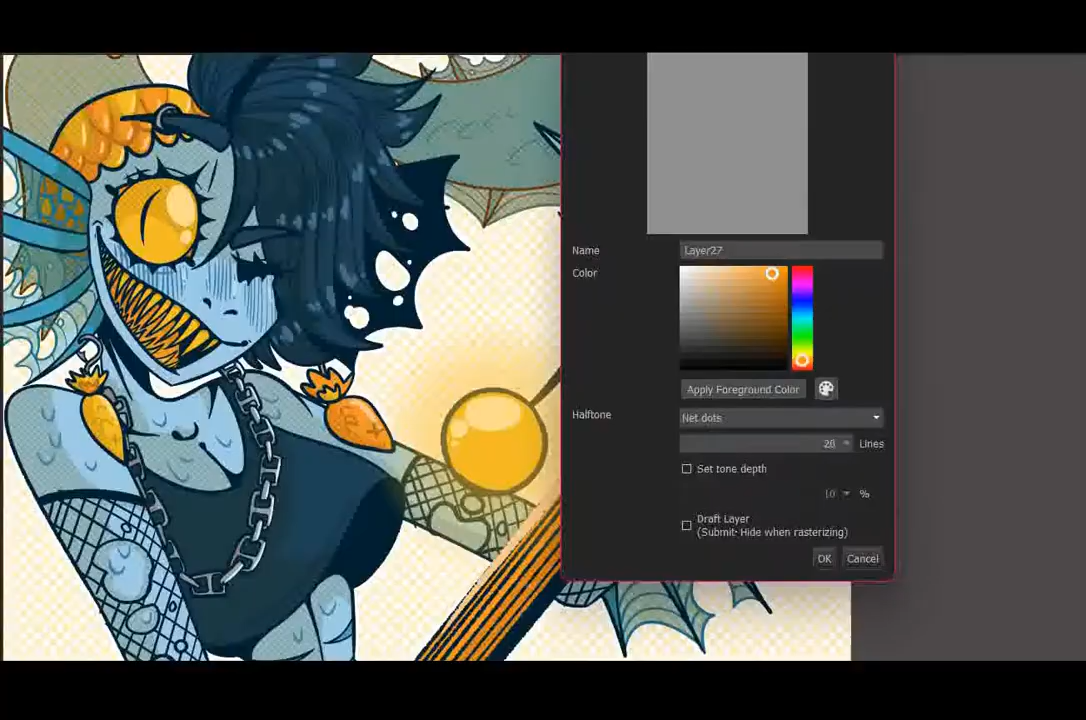 Name
Layer27
Color
Apply Foreground Color
Halftone
Net dots
28
Lines
Set tone depth
10
%
Draft Layer
(Submit· Hide when rasterizing)
OK
Cancel